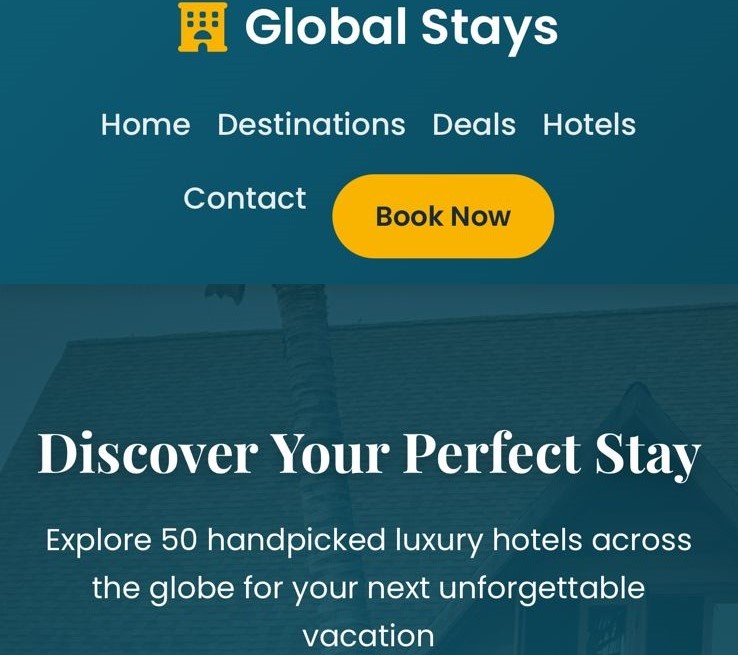 Global Stays
Home Destinations Deals Hotels
Contact Book Now
Discover Your Perfect Stay
Explore 50 handpicked luxury hotels across
the globe for your next unforgettable
vacation